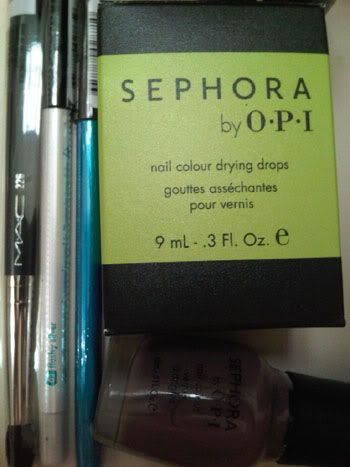 SEPHORA
by O·P·I
nail colour drying drops
gouttes asséchantes
pour vernis
9 mL - .3 Fl. Oz. e
MAC
SEPHORA
by O·P·I